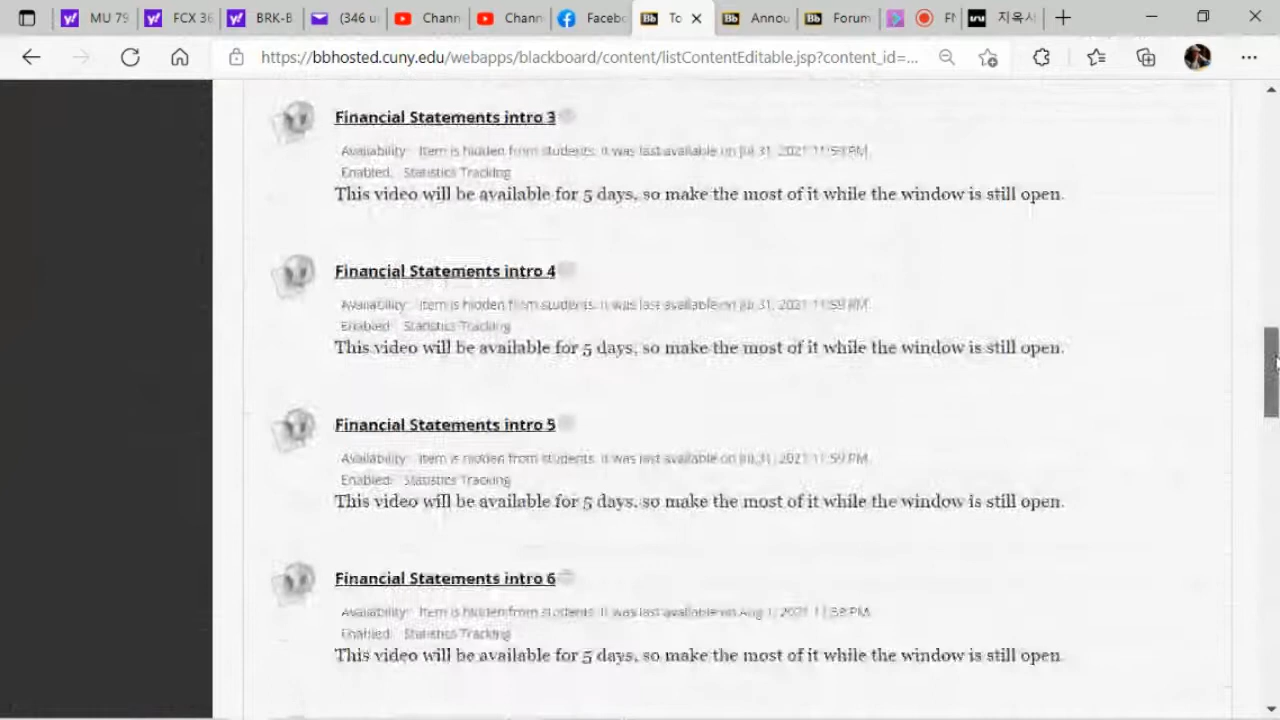 MU 79
FCX 36
BRK-B
(346 u
Chann
Chann
Faceb
To
Annou
Forum
지옥시
https://bbhosted.cuny.edu/webapps/blackboard/content/listContentEditable.jsp?content_id=...
Financial Statements intro 3
Availability: Item is hidden from students. It was last available on Jul 31, 2021 11:59 PM.
Enabled: Statistics Tracking
This video will be available for 5 days, so make the most of it while the window is still open.
Financial Statements intro 4
Availability: Item is hidden from students. It was last available on Jul 31, 2021 11:59 PM.
Enabled: Statistics Tracking
This video will be available for 5 days, so make the most of it while the window is still open.
Financial Statements intro 5
Availability: Item is hidden from students. It was last available on Jul 31, 2021 11:59 PM.
Enabled: Statistics Tracking
This video will be available for 5 days, so make the most of it while the window is still open.
Financial Statements intro 6
Availability: Item is hidden from students. It was last available on Aug 1, 2021 11:59 PM.
Enabled: Statistics Tracking
This video will be available for 5 days, so make the most of it while the window is still open